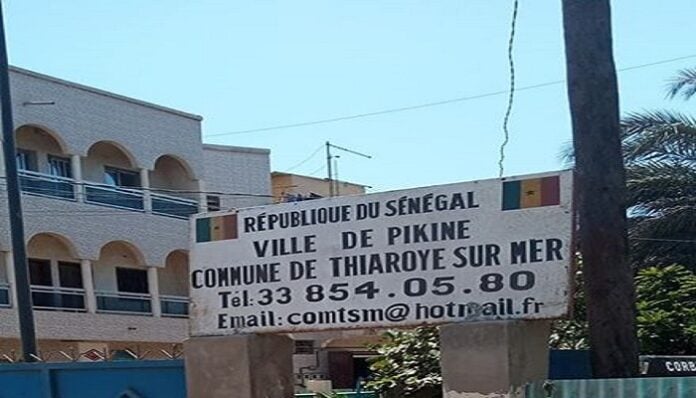 RÉPUBLIQUE DU SÉNÉGAL
VILLE DE PIKINE
COMMUNE DE THIAROYE SUR MER
Tél: 33 854.05.80
Email: comtsm@hotmail.fr
CORB